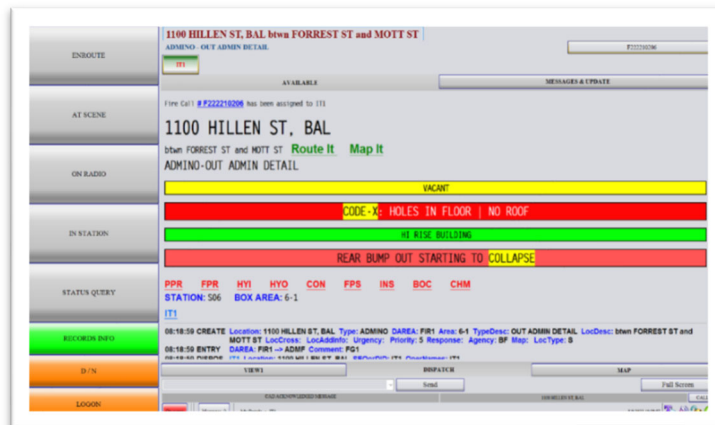 1100 HILLEN ST, BAL btwn FORREST ST and MOTT ST
ADMINO - OUT ADMIN DETAIL
F222210206
IT1
AVAILABLE
MESSAGES & UPDATE
ENROUTE
AT SCENE
ON RADIO
IN STATION
STATUS QUERY
RECORDS INFO
D / N
LOGON
Fire Call # F222210206 has been assigned to IT1
1100 HILLEN ST, BAL
btwn FORREST ST and MOTT ST Route It Map It
ADMINO-OUT ADMIN DETAIL
VACANT
CODE-X: HOLES IN FLOOR | NO ROOF
HI RISE BUILDING
REAR BUMP OUT STARTING TO COLLAPSE
PPR FPR HYI HYO CON FPS INS BOC CHM
STATION: S06 BOX AREA: 6-1
IT1
08:18:59 CREATE Location: 1100 HILLEN ST, BAL Type: ADMINO DAREA: FIR1 Area: 6-1 TypeDesc: OUT ADMIN DETAIL LocDesc: btwn FORREST ST and
MOTT ST LocCross: LocAddInfo: Urgency: Priority: 5 Response: Agency: BF Map: LocType: S
08:18:59 ENTRY DAREA: FIR1 --> ADMF Comment: PG1
VIEW1
DISPATCH
MAP
Send
Full Screen
1100 HILLEN ST, BAL